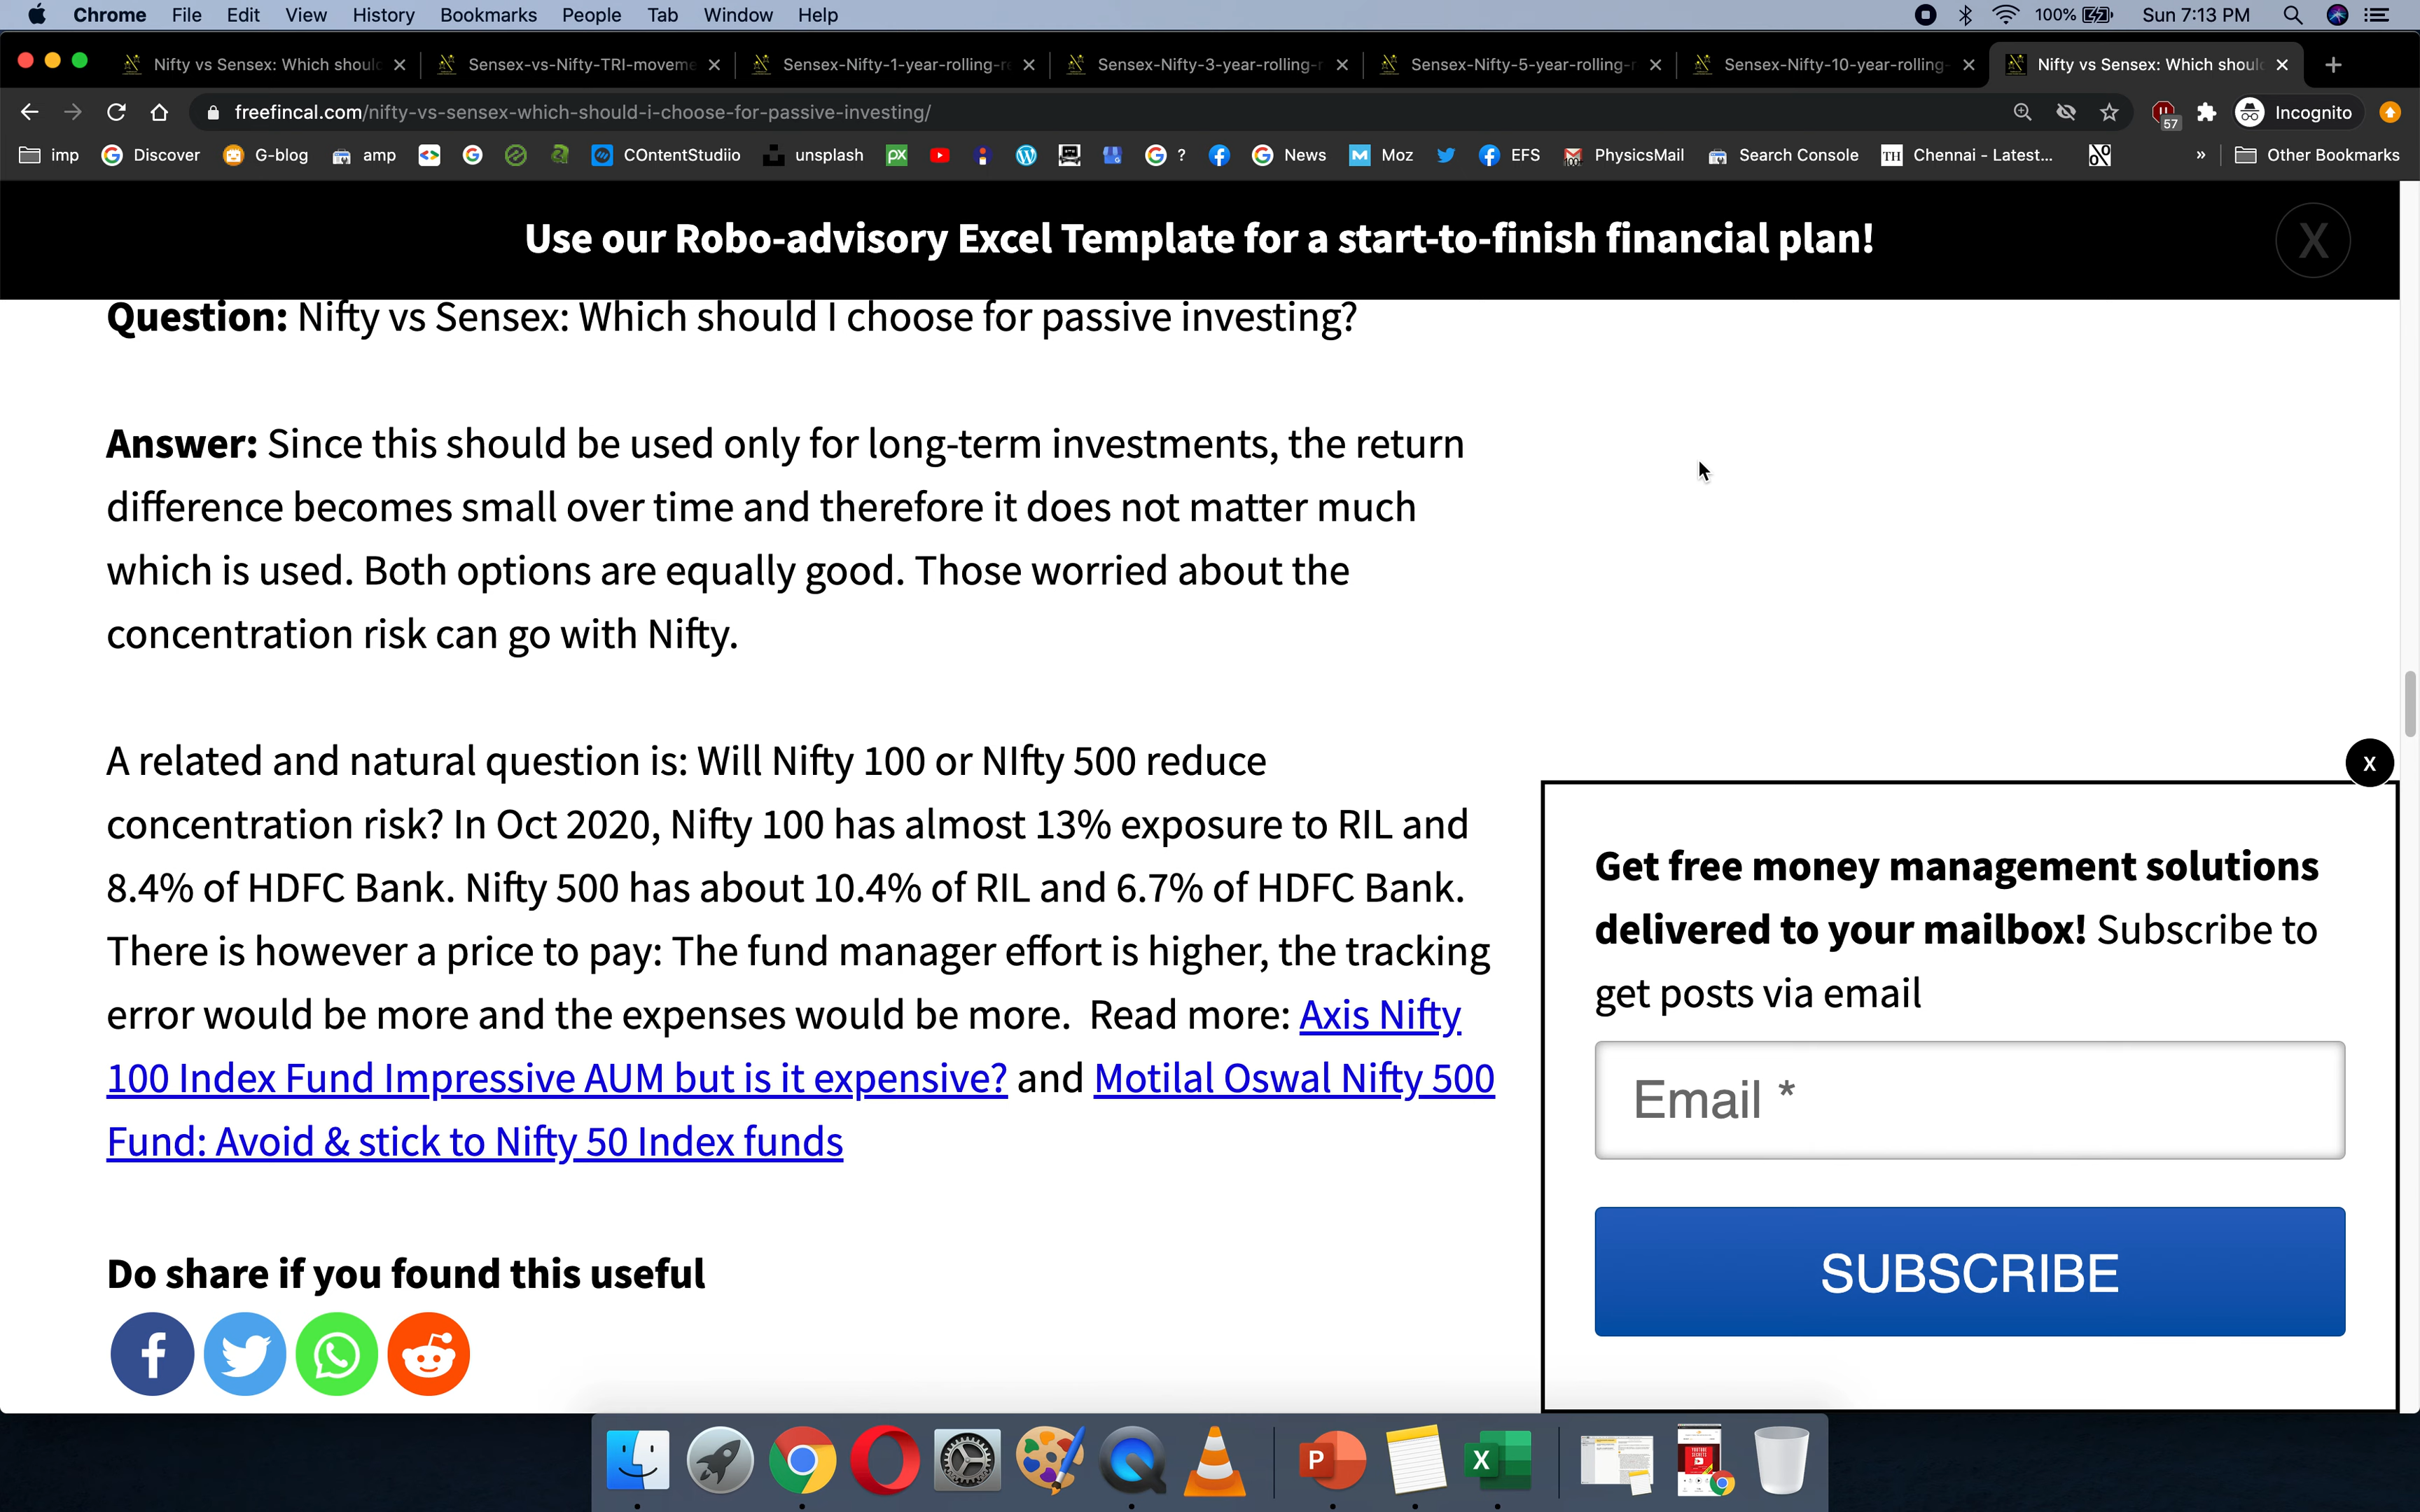 Chrome File Edit View History Bookmarks People Tab Window Help 100% Sun 7:13 PM
Nifty vs Sensex: Which shoul Sensex-vs-Nifty-TRI-moveme Sensex-Nifty-1-year-rolling-r Sensex-Nifty-3-year-rolling-r Sensex-Nifty-5-year-rolling-r Sensex-Nifty-10-year-rolling- Nifty vs Sensex: Which shoul
freefincal.com/nifty-vs-sensex-which-should-i-choose-for-passive-investing/ 57 Incognito
imp Discover G-blog amp COntentStudiio unsplash ? News Moz EFS PhysicsMail Search Console TH Chennai - Latest... » Other Bookmarks
Use our Robo-advisory Excel Template for a start-to-finish financial plan! X
Question: Nifty vs Sensex: Which should I choose for passive investing?
Answer: Since this should be used only for long-term investments, the return
difference becomes small over time and therefore it does not matter much
which is used. Both options are equally good. Those worried about the
concentration risk can go with Nifty.
A related and natural question is: Will Nifty 100 or NIfty 500 reduce
concentration risk? In Oct 2020, Nifty 100 has almost 13% exposure to RIL and
8.4% of HDFC Bank. Nifty 500 has about 10.4% of RIL and 6.7% of HDFC Bank.
There is however a price to pay: The fund manager effort is higher, the tracking
error would be more and the expenses would be more. Read more: Axis Nifty
100 Index Fund Impressive AUM but is it expensive? and Motilal Oswal Nifty 500
Fund: Avoid & stick to Nifty 50 Index funds
Do share if you found this useful
X
Get free money management solutions
delivered to your mailbox! Subscribe to
get posts via email
Email *
SUBSCRIBE